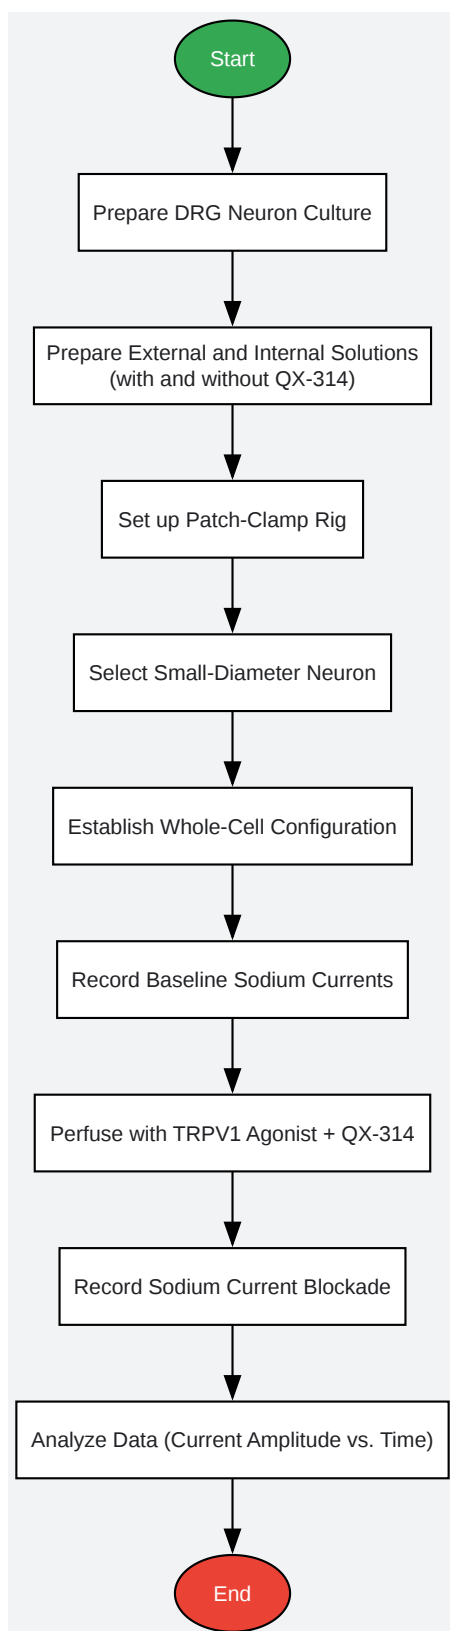 Start
Prepare DRG Neuron Culture
Prepare External and Internal Solutions
(with and without QX-314)
Set up Patch-Clamp Rig
Select Small-Diameter Neuron
Establish Whole-Cell Configuration
Record Baseline Sodium Currents
Perfuse with TRPV1 Agonist + QX-314
Record Sodium Current Blockade
Analyze Data (Current Amplitude vs. Time)
End